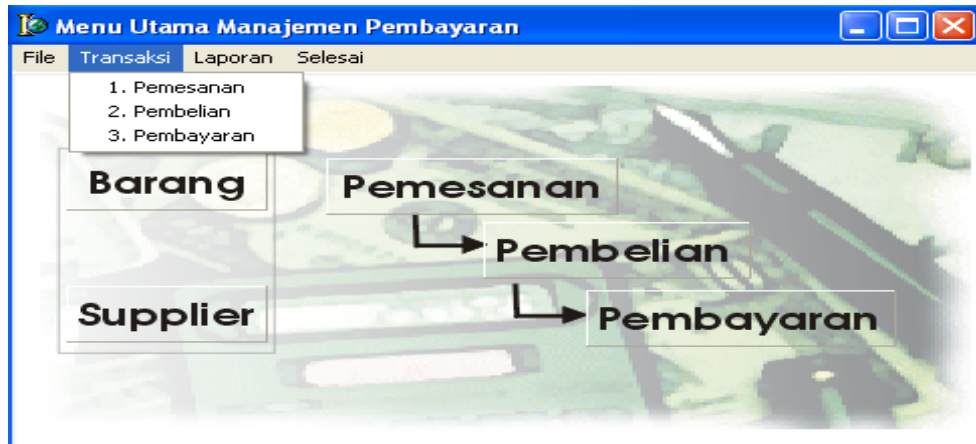 Menu Utama Manajemen Pembayaran
File Transaksi Laporan Selesai
1. Pemesanan
2. Pembelian
3. Pembayaran
Barang
Pemesanan
Pembelian
Supplier
Pembayaran